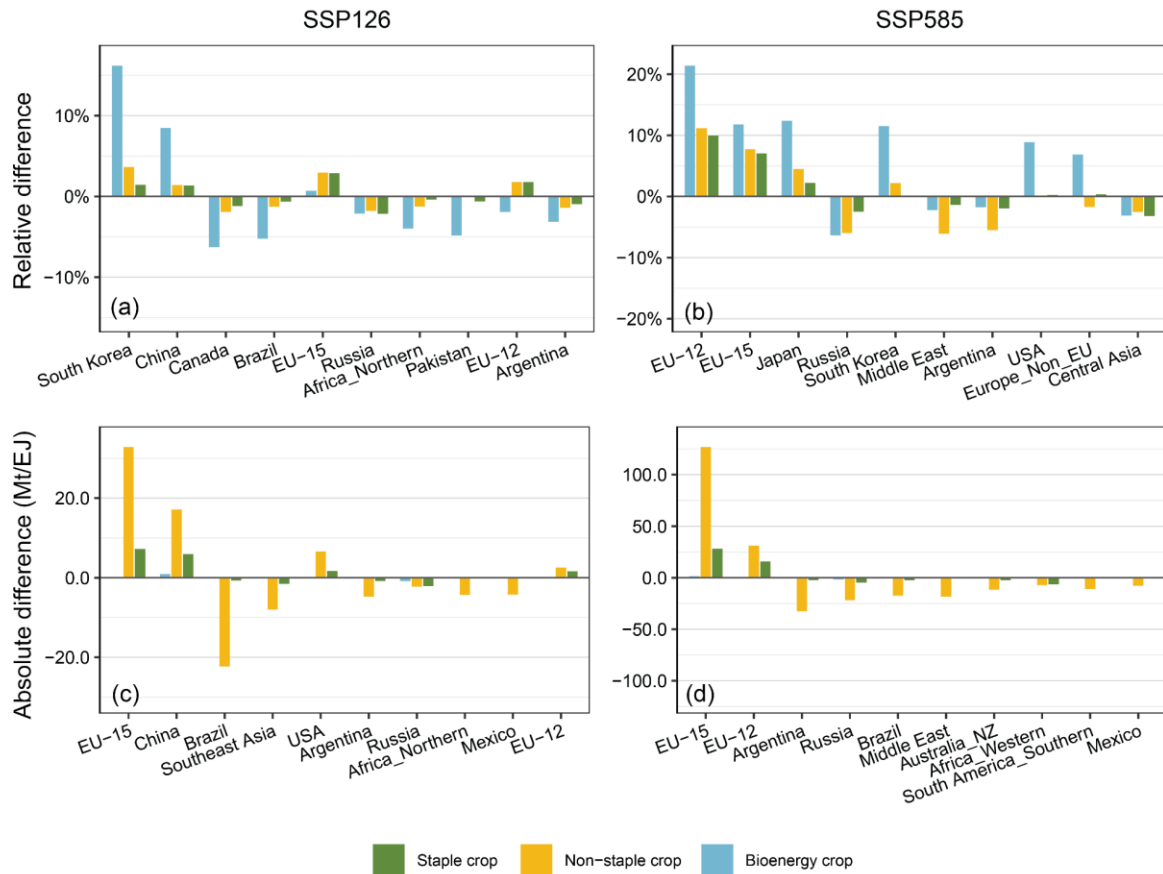 SSP126
SSP585
Relative difference
10%
0%
−10%
(a)
South Korea
China
Canada
Brazil
EU−15
Russia
Africa_Northern
Pakistan
EU−12
Argentina
20%
10%
0%
−10%
−20%
(b)
EU−12
EU−15
Japan
Russia
South Korea
Middle East
Argentina
USA
Europe_Non_EU
Central Asia
Absolute difference (Mt/EJ)
20.0
0.0
−20.0
(c)
EU−15
China
Brazil
Southeast Asia
USA
Argentina
Russia
Africa_Northern
Mexico
EU−12
100.0
50.0
0.0
−50.0
−100.0
(d)
EU−15
EU−12
Argentina
Russia
Brazil
Middle East
Australia_NZ
Africa_Western
South America_Southern
Mexico
Staple crop
Non−staple crop
Bioenergy crop